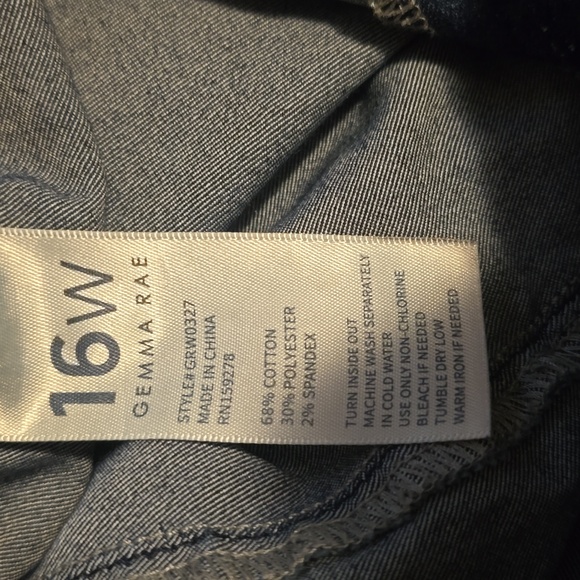 16W
GEMMA RAE
STYLE# GRW0327
MADE IN CHINA
RN159278
68% COTTON
30% POLYESTER
2% SPANDEX
TURN INSIDE OUT
MACHINE WASH SEPARATELY
IN COLD WATER
USE ONLY NON-CHLORINE
BLEACH IF NEEDED
TUMBLE DRY LOW
WARM IRON IF NEEDED